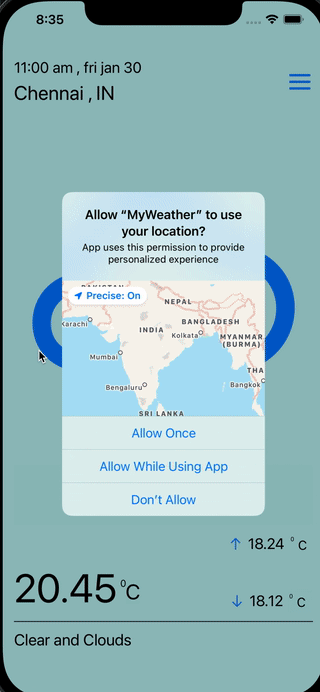 8:35
11:00 am , fri jan 30
Chennai , IN
Allow “MyWeather” to use
your location?
App uses this permission to provide
personalized experience
Precise: On
PAKISTAN
NEPAL
Karachi
BANGLADESH
INDIA
Kolkata
MYANMAR
(BURMA)
Mumbai
THA
Bengaluru
Bangkok
SRI LANKA
Allow Once
Allow While Using App
Don’t Allow
↑ 18.24 ⁰ C
20.45 ⁰C
↓ 18.12 ⁰ C
Clear and Clouds